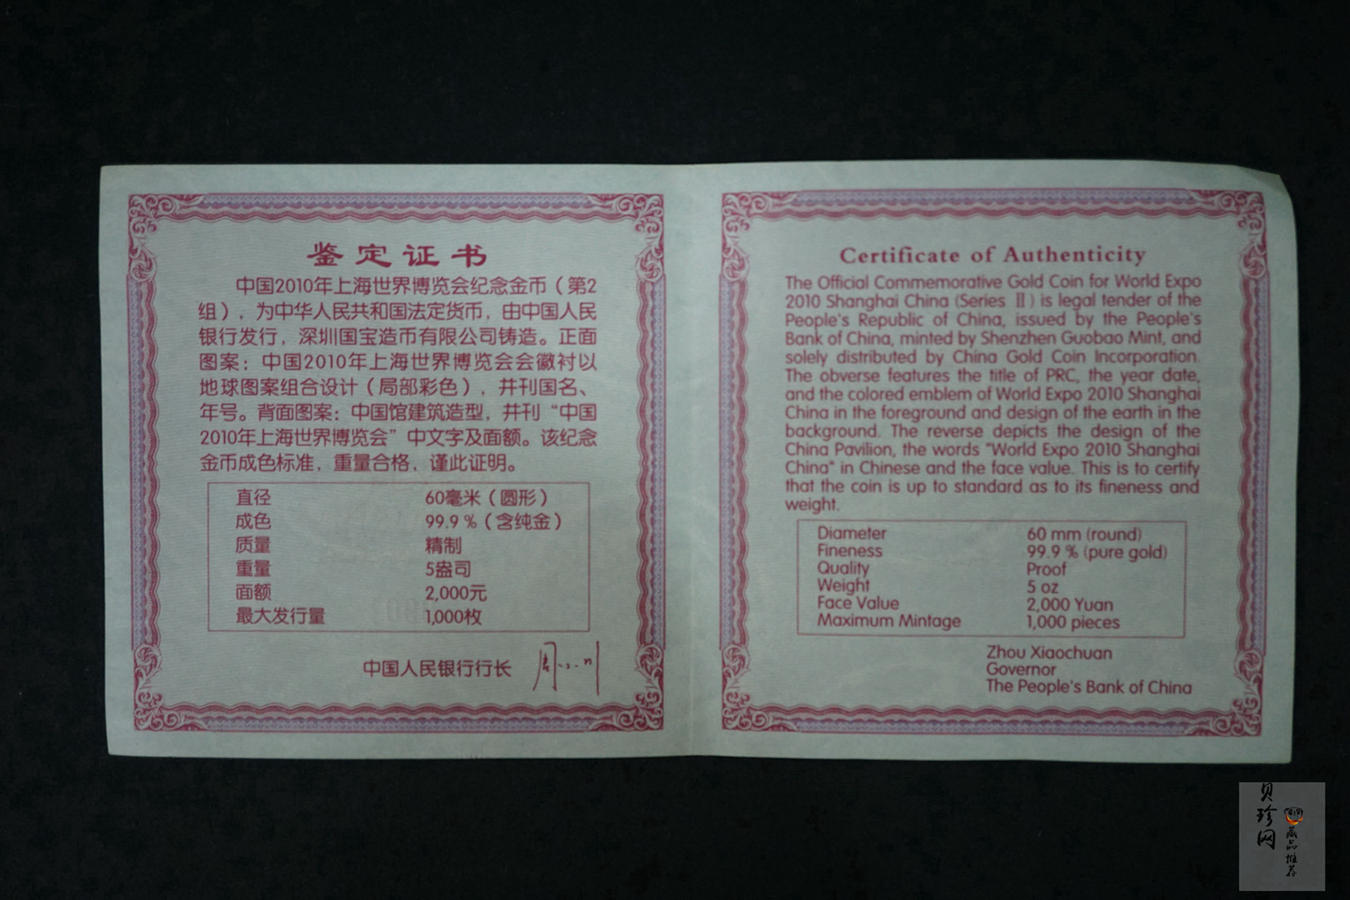 鉴定证书
中国2010年上海世界博览会纪念金币（第2
组），为中华人民共和国法定货币，由中国人民
银行发行，深圳国宝造币有限公司铸造。正面
图案：中国2010年上海世界博览会会徽衬以
地球图案组合设计（局部彩色），并刊国名、
年号。背面图案：中国馆建筑造型，并刊“中国
2010年上海世界博览会”中文字及面额。该纪念
金币成色标准，重量合格，谨此证明。
直径 60毫米（圆形）
成色 99.9％（含纯金）
质量 精制
重量 5盎司
面额 2,000元
最大发行量 1,000枚
中国人民银行行长
Certificate of Authenticity
The Official Commemorative Gold Coin for World Expo
2010 Shanghai China (Series Ⅱ) is legal tender of the
People's Republic of China, issued by the People's
Bank of China, minted by Shenzhen Guobao Mint, and
solely distributed by China Gold Coin Incorporation.
The obverse features the title of PRC, the year date,
and the colored emblem of World Expo 2010 Shanghai
China in the foreground and design of the earth in the
background. The reverse depicts the design of the
China Pavilion, the words "World Expo 2010 Shanghai
China" in Chinese and the face value. This is to certify
that the coin is up to standard as to its fineness and
weight.
Diameter 60 mm (round)
Fineness 99.9 % (pure gold)
Quality Proof
Weight 5 oz
Face Value 2,000 Yuan
Maximum Mintage 1,000 pieces
Zhou Xiaochuan
Governor
The People's Bank of China
贝珍网
藏品推荐